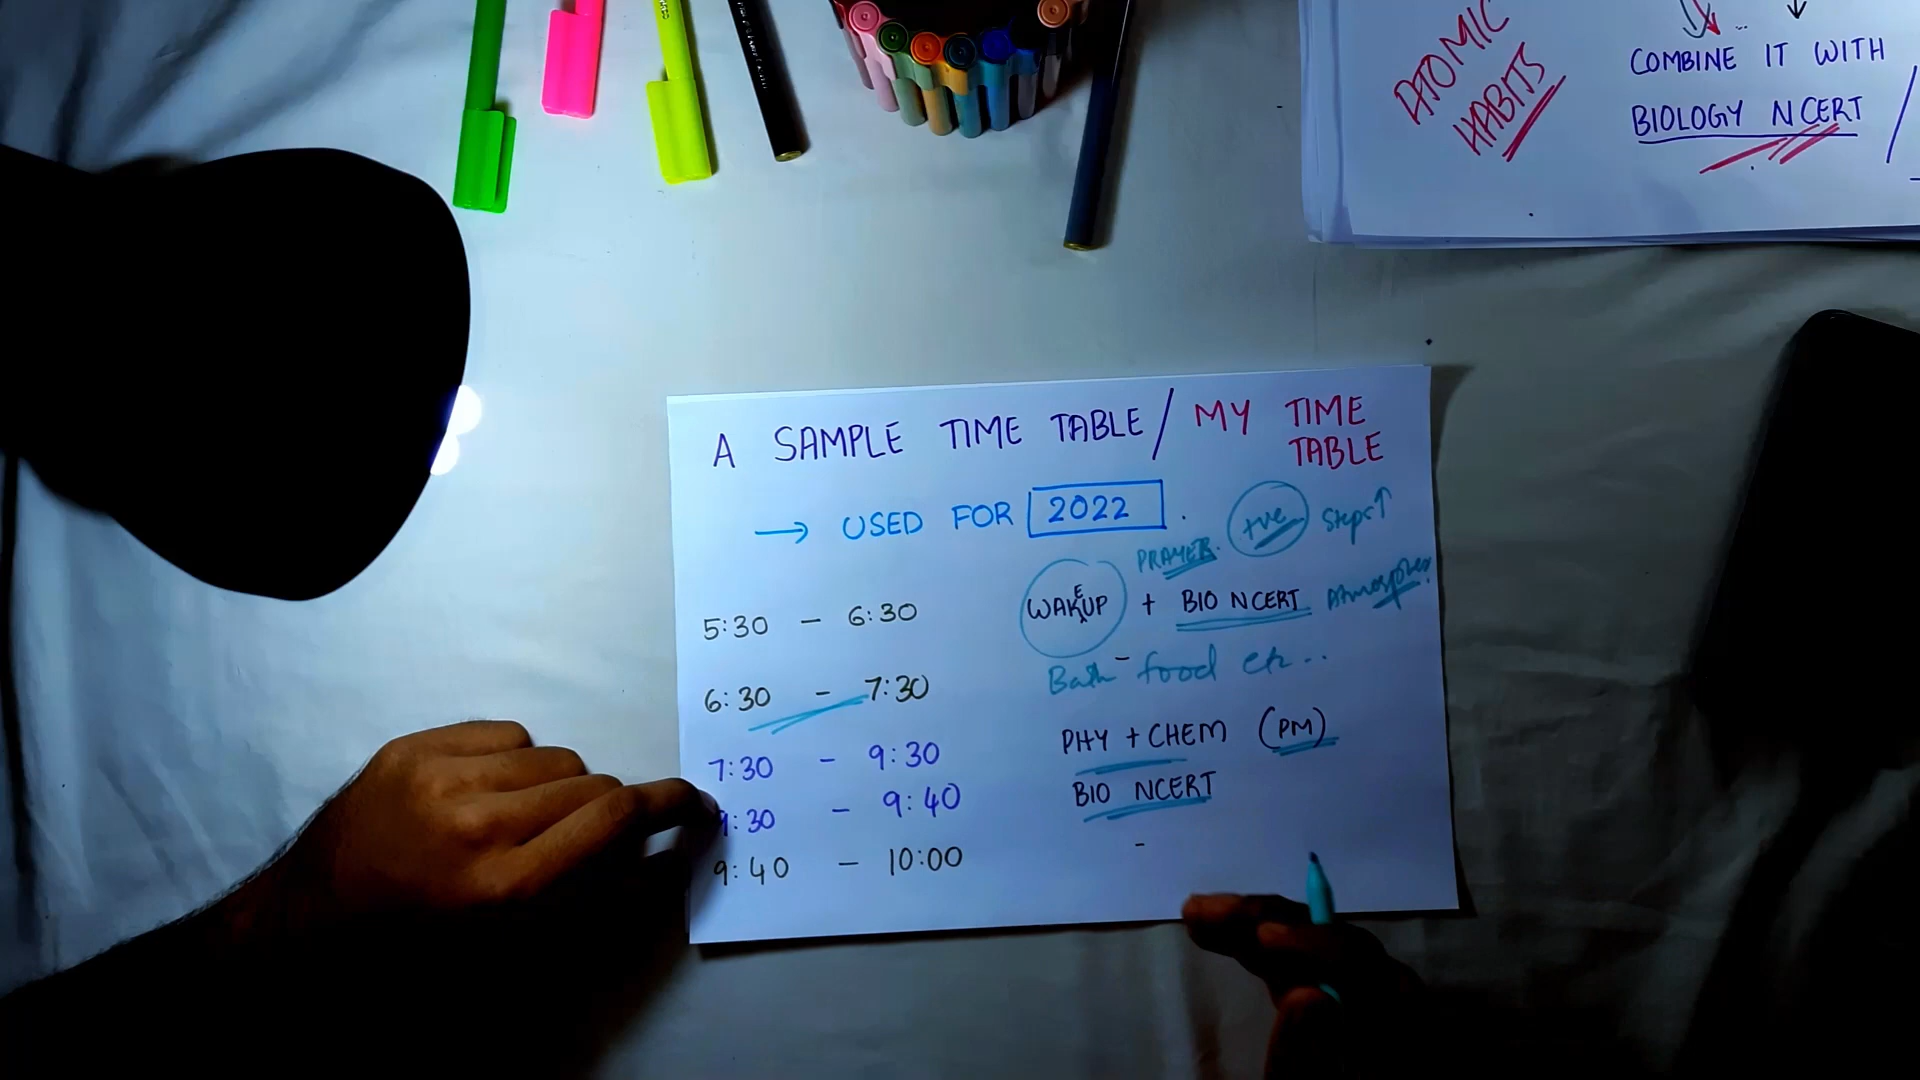 ATOMIC
HABITS
COMBINE IT WITH
BIOLOGY NCERT
A SAMPLE TIME TABLE / MY TIME
TABLE
→ USED FOR 2022.
+ve Steps↑
PRAYER.
5:30 – 6:30 WAKEUP + BIO NCERT Atmosphere
6:30 – 7:30 Bath – food etc..
7:30 – 9:30 PHY + CHEM (PM)
9:30 – 9:40 BIO NCERT
9:40 – 10:00 -